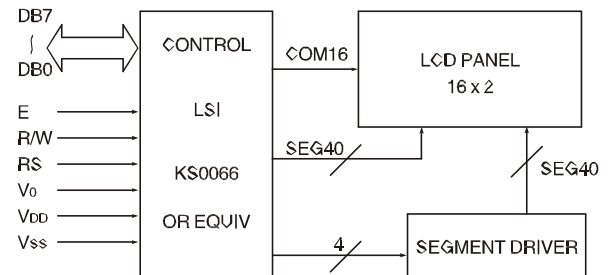 DB7
DB0
E
R/W
RS
V0
VDD
VSS
CONTROL
LSI
KS0066
OR EQUIV
COM16
SEG40
4
LCD PANEL
16 x 2
SEG40
SEGMENT DRIVER